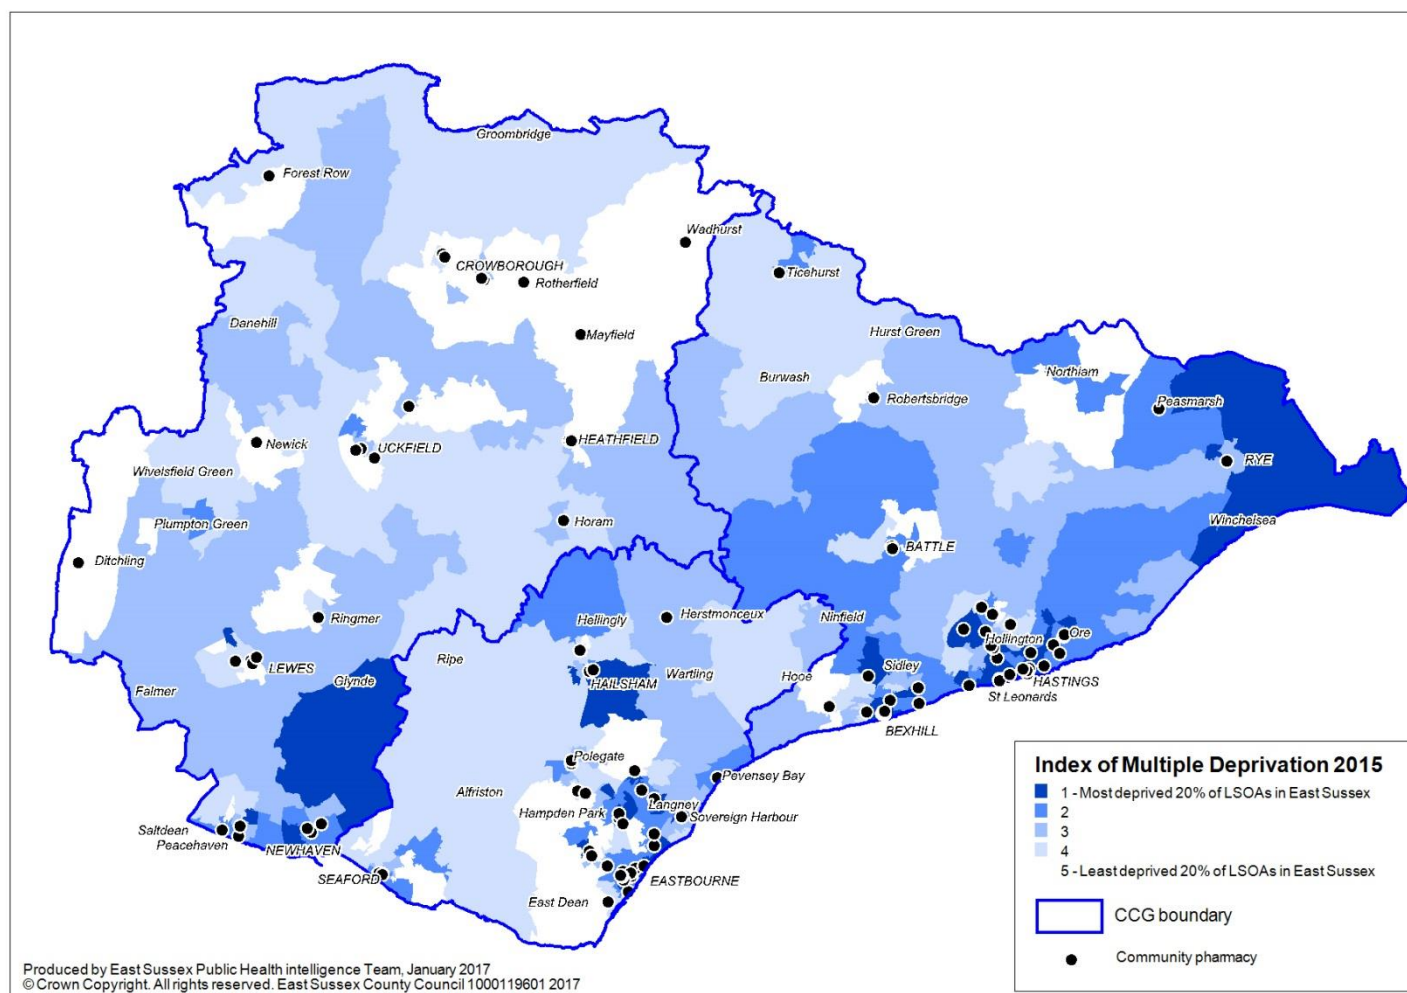 Groombridge
Forest Row
Wadhurst
CROWBOROUGH
Ticehurst
Rotherfield
Danehill
Mayfield
Hurst Green
Burwash
Northiam
Robertsbridge
Peasmarsh
Newick
UCKFIELD
HEATHFIELD
RYE
Wivelsfield Green
Plumpton Green
Horam
Winchelsea
BATTLE
Ditchling
Ringmer
Hellingly
Herstmonceux
Ninfield
Ore
Hollington
LEWES
Ripe
Sidley
Glynde
HAILSHAM
Wartling
Hooe
HASTINGS
Falmer
St Leonards
BEXHILL
Polegate
Pevensey Bay
Alfriston
Langney
Hampden Park
Sovereign Harbour
Saltdean
Peacehaven
NEWHAVEN
SEAFORD
EASTBOURNE
East Dean
Index of Multiple Deprivation 2015
1 - Most deprived 20% of LSOAs in East Sussex
2
3
4
5 - Least deprived 20% of LSOAs in East Sussex
CCG boundary
Community pharmacy
Produced by East Sussex Public Health intelligence Team, January 2017
© Crown Copyright. All rights reserved. East Sussex County Council 1000119601 2017